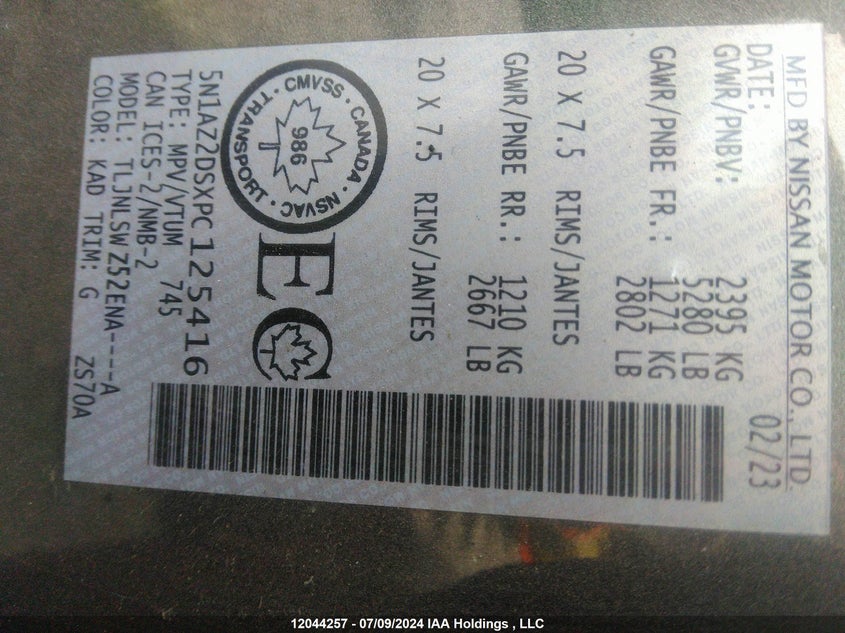 MFD BY NISSAN MOTOR CO., LTD.
DATE: 02/23
GVWR/PNBV: 2395 KG
5280 LB
GAWR/PNBE FR.: 1271 KG
2802 LB
20 X 7.5 RIMS/JANTES
GAWR/PNBE RR.: 1210 KG
2667 LB
20 X 7.5 RIMS/JANTES
CMVSS · CANADA · NSVAC · TRANSPORT ·
986
EC
5N1AZ2DSXPC125416
TYPE: MPV/VTUM 745
CAN ICES-2/NMB-2
MODEL: TLJNLSW Z52ENA----A
COLOR: KAD TRIM: G ZS70A
12044257 - 07/09/2024 IAA Holdings , LLC